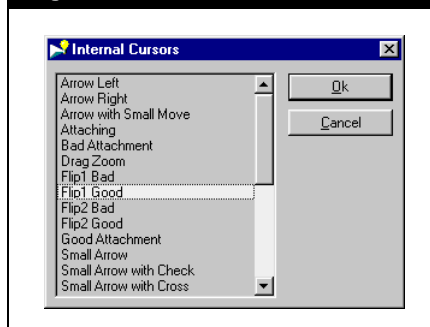 Internal Cursors
Arrow Left
Arrow Right
Arrow with Small Move
Attaching
Bad Attachment
Drag Zoom
Flip1 Bad
Flip1 Good
Flip2 Bad
Flip2 Good
Good Attachment
Small Arrow
Small Arrow with Check
Small Arrow with Cross
Ok
Cancel